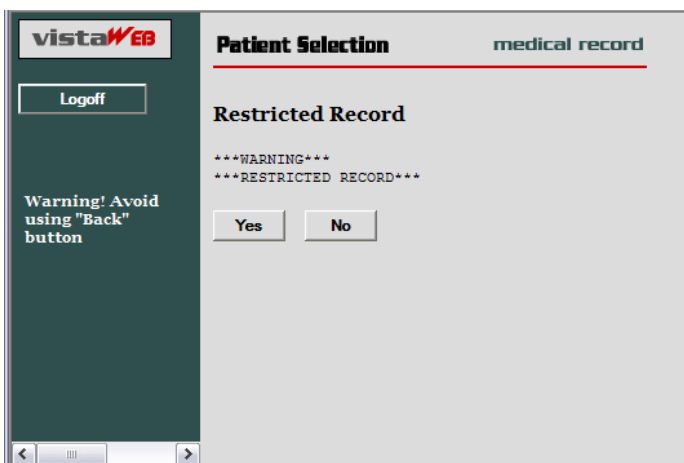 vistaWEB
Logoff
Warning! Avoid
using "Back"
button
Patient Selection
medical record
Restricted Record
***WARNING***
***RESTRICTED RECORD***
Yes
No